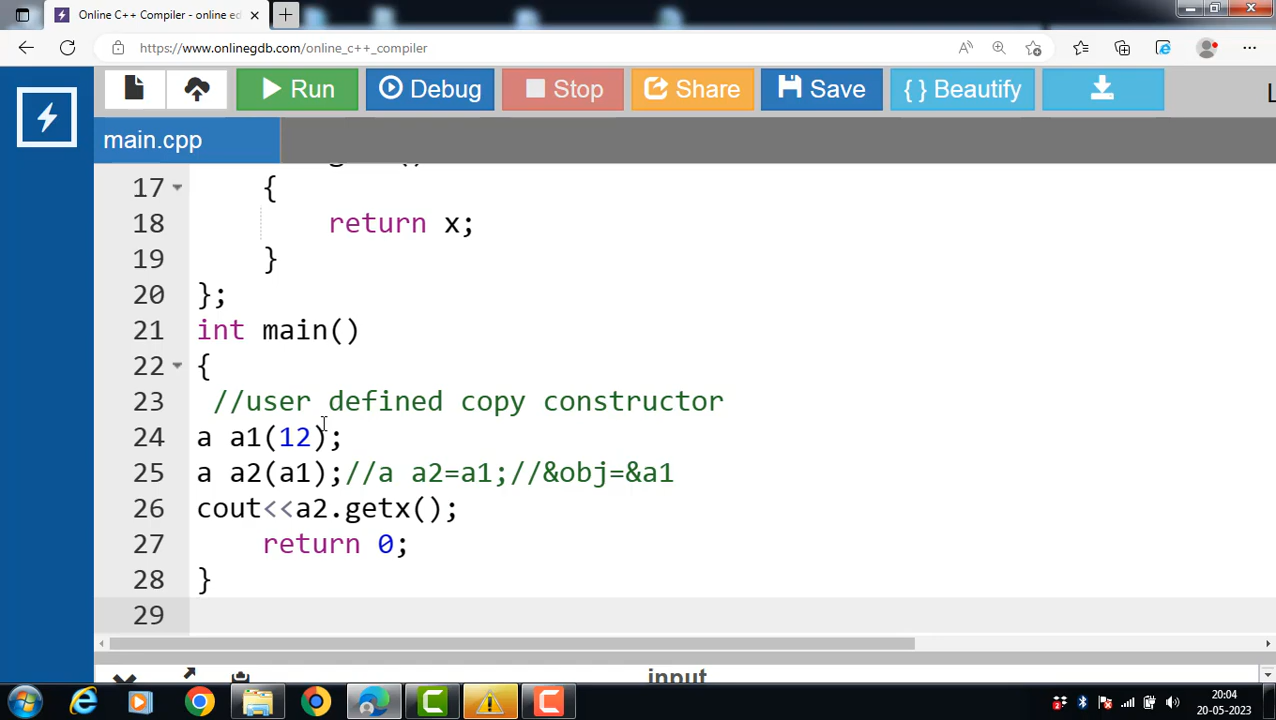 Online C++ Compiler - online ed
https://www.onlinegdb.com/online_c++_compiler
Run
Debug
Stop
Share
Save
{ } Beautify
L
main.cpp
17 {
18 return x;
19 }
20 };
21 int main()
22 {
23 //user defined copy constructor
24 a a1(12);
25 a a2(a1);//a a2=a1;//&obj=&a1
26 cout<<a2.getx();
27 return 0;
28 }
29
input
20:04
20-05-2023